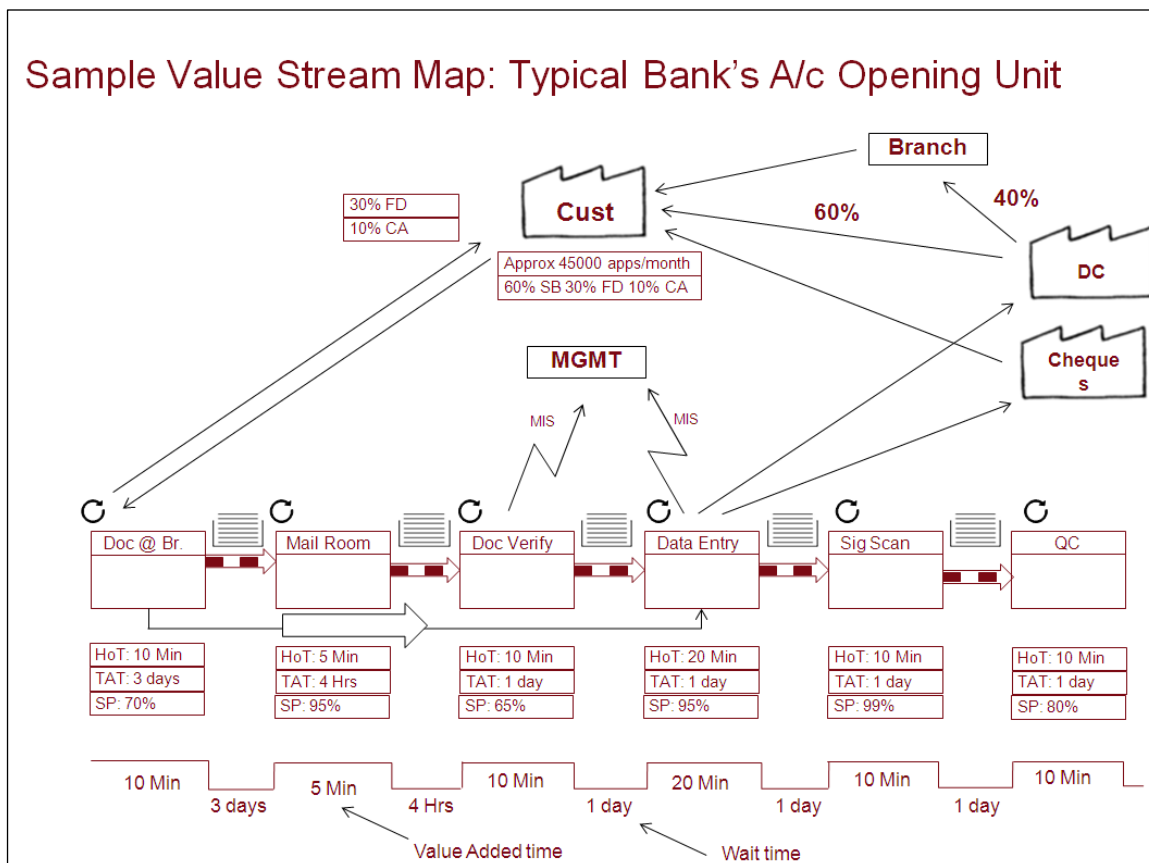 Sample Value Stream Map: Typical Bank's A/c Opening Unit
Branch
30% FD
10% CA
Cust
60%
40%
DC
Approx 45000 apps/month
60% SB 30% FD 10% CA
MGMT
Cheque
s
MIS
MIS
Doc @ Br.
Mail Room
Doc Verify
Data Entry
Sig Scan
QC
HoT: 10 Min
TAT: 3 days
SP: 70%
HoT: 5 Min
TAT: 4 Hrs
SP: 95%
HoT: 10 Min
TAT: 1 day
SP: 65%
HoT: 20 Min
TAT: 1 day
SP: 95%
HoT: 10 Min
TAT: 1 day
SP: 99%
HoT: 10 Min
TAT: 1 day
SP: 80%
10 Min
3 days
5 Min
4 Hrs
10 Min
1 day
20 Min
1 day
10 Min
1 day
10 Min
Value Added time
Wait time